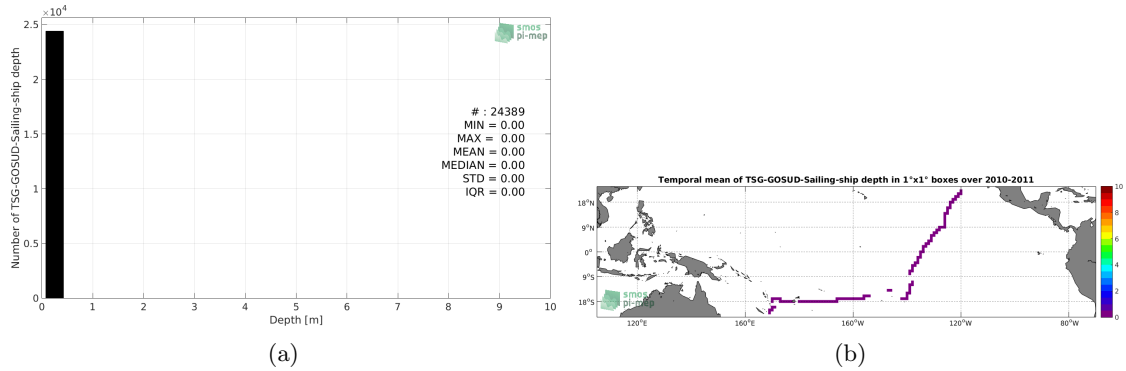 ×10⁴
2.5
2
1.5
1
0.5
0
Number of TSG-GOSUD-Sailing-ship depth
smos
pi-mep
# : 24389
MIN = 0.00
MAX = 0.00
MEAN = 0.00
MEDIAN = 0.00
STD = 0.00
IQR = 0.00
0 1 2 3 4 5 6 7 8 9 10
Depth [m]
(a)
Temporal mean of TSG-GOSUD-Sailing-ship depth in 1°x1° boxes over 2010-2011
18°N
9°N
0°
9°S
18°S
smos
pi-mep
120°E 160°E 160°W 120°W 80°W
10
8
6
4
2
0
(b)